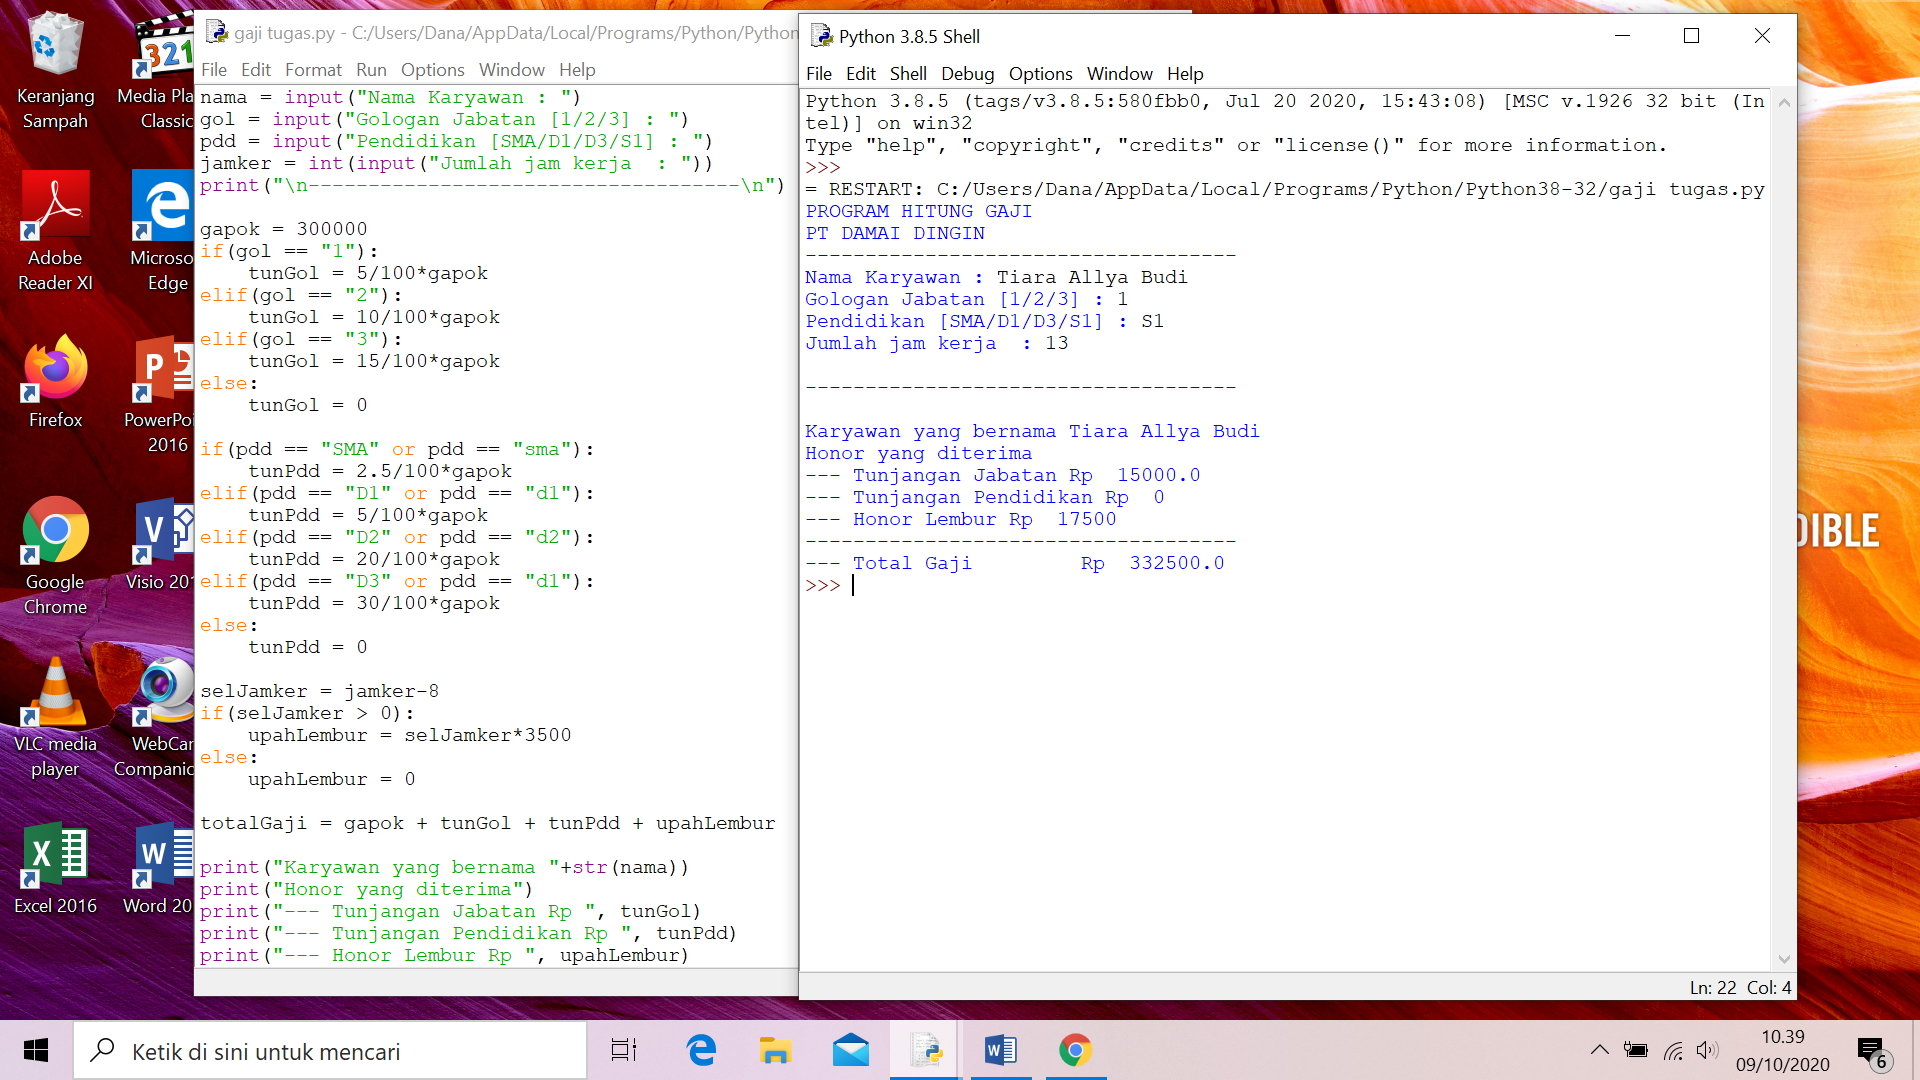 Keranjang
Sampah
Media Pla
Classic
321
Adobe
Reader XI
Microso
Edge
Firefox
PowerPoi
2016
Google
Chrome
Visio 201
VLC media
player
WebCar
Companic
Excel 2016
Word 20
gaji tugas.py - C:/Users/Dana/AppData/Local/Programs/Python/Python
File Edit Format Run Options Window Help
nama = input("Nama Karyawan : ")
gol = input("Gologan Jabatan [1/2/3] : ")
pdd = input("Pendidikan [SMA/D1/D3/S1] : ")
jamker = int(input("Jumlah jam kerja  : "))
print("\n------------------------------------\n")
gapok = 300000
if(gol == "1"):
    tunGol = 5/100*gapok
elif(gol == "2"):
    tunGol = 10/100*gapok
elif(gol == "3"):
    tunGol = 15/100*gapok
else:
    tunGol = 0
if(pdd == "SMA" or pdd == "sma"):
    tunPdd = 2.5/100*gapok
elif(pdd == "D1" or pdd == "d1"):
    tunPdd = 5/100*gapok
elif(pdd == "D2" or pdd == "d2"):
    tunPdd = 20/100*gapok
elif(pdd == "D3" or pdd == "d1"):
    tunPdd = 30/100*gapok
else:
    tunPdd = 0
selJamker = jamker-8
if(selJamker > 0):
    upahLembur = selJamker*3500
else:
    upahLembur = 0
totalGaji = gapok + tunGol + tunPdd + upahLembur
print("Karyawan yang bernama "+str(nama))
print("Honor yang diterima")
print("--- Tunjangan Jabatan Rp ", tunGol)
print("--- Tunjangan Pendidikan Rp ", tunPdd)
print("--- Honor Lembur Rp ", upahLembur)
Python 3.8.5 Shell
File Edit Shell Debug Options Window Help
Python 3.8.5 (tags/v3.8.5:580fbb0, Jul 20 2020, 15:43:08) [MSC v.1926 32 bit (In
tel)] on win32
Type "help", "copyright", "credits" or "license()" for more information.
>>>
= RESTART: C:/Users/Dana/AppData/Local/Programs/Python/Python38-32/gaji tugas.py
PROGRAM HITUNG GAJI
PT DAMAI DINGIN
------------------------------------
Nama Karyawan : Tiara Allya Budi
Gologan Jabatan [1/2/3] : 1
Pendidikan [SMA/D1/D3/S1] : S1
Jumlah jam kerja  : 13
------------------------------------
Karyawan yang bernama Tiara Allya Budi
Honor yang diterima
--- Tunjangan Jabatan Rp  15000.0
--- Tunjangan Pendidikan Rp  0
--- Honor Lembur Rp  17500
------------------------------------
--- Total Gaji         Rp  332500.0
>>>
Ln: 22 Col: 4
DIBLE
Ketik di sini untuk mencari
10.39
09/10/2020
6